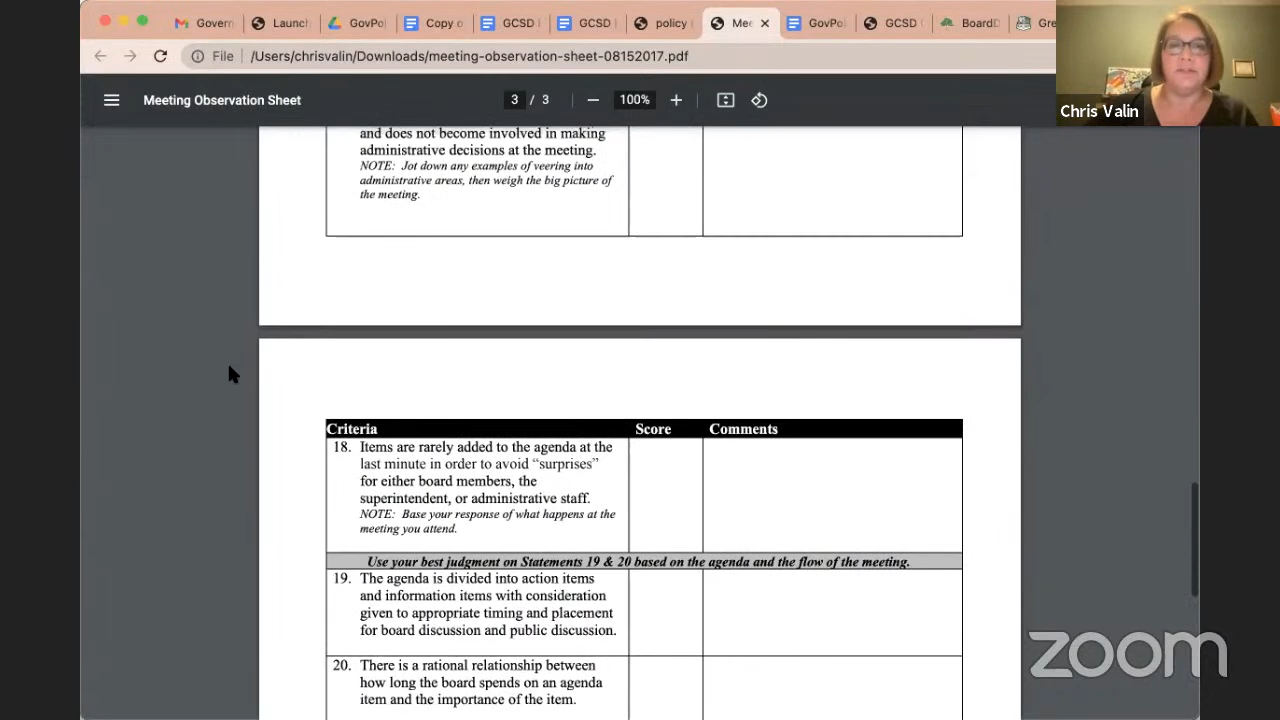 Govern
Launch
GovPol
Copy o
GCSD
GCSD
policy
Mee
GovPol
GCSD
BoardD
Gre
File /Users/chrisvalin/Downloads/meeting-observation-sheet-08152017.pdf
Meeting Observation Sheet
3 / 3
100%
Chris Valin
and does not become involved in making
administrative decisions at the meeting.
NOTE: Jot down any examples of veering into
administrative areas, then weigh the big picture of
the meeting.
Criteria Score Comments
18. Items are rarely added to the agenda at the
last minute in order to avoid “surprises”
for either board members, the
superintendent, or administrative staff.
NOTE: Base your response of what happens at the
meeting you attend.
Use your best judgment on Statements 19 & 20 based on the agenda and the flow of the meeting.
19. The agenda is divided into action items
and information items with consideration
given to appropriate timing and placement
for board discussion and public discussion.
20. There is a rational relationship between
how long the board spends on an agenda
item and the importance of the item.
zoom